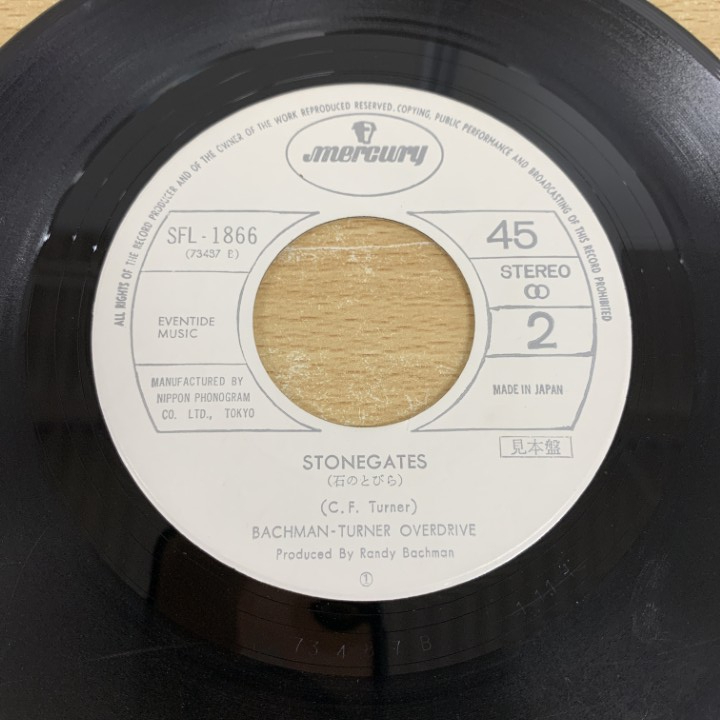 ALL RIGHTS OF THE RECORD PRODUCER AND OF THE OWNER OF THE WORK REPRODUCED RESERVED. COPYING, PUBLIC PERFORMANCE AND BROADCASTING OF THIS RECORD PROHIBITED
mercury
SFL-1866
(73487 B)
45
STEREO
2
EVENTIDE
MUSIC
MANUFACTURED BY
NIPPON PHONOGRAM
CO. LTD., TOKYO
MADE IN JAPAN
見本盤
STONEGATES
(石のとびら)
(C. F. Turner)
BACHMAN-TURNER OVERDRIVE
Produced By Randy Bachman
①